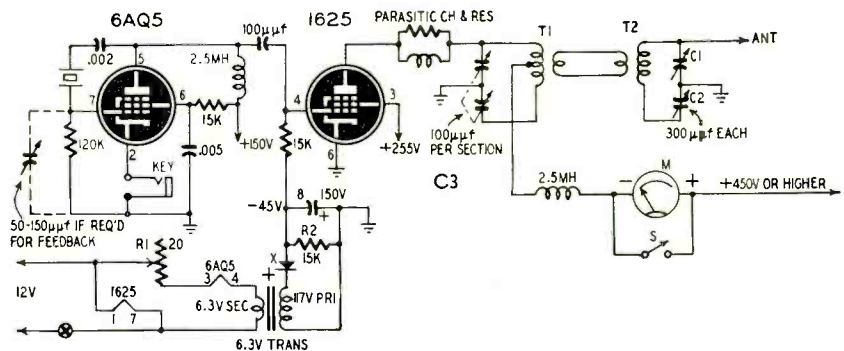 6AQ5
1625
PARASITIC CH & RES
100µµf
.002
5
2.5MH
T1
T2
ANT
C1
7
6
4
3
15K
+150V
15K
+255V
100µµf
PER SECTION
C2
300µµf EACH
120K
2
.005
6
KEY
C3
2.5MH
M
-
+
+450V OR HIGHER
S
50-150µµf IF REQ'D
FOR FEEDBACK
-45V
8
150V
+
R1
20
R2
15K
6AQ5
3 4
X
+
12V
1625
1 7
6.3V SEC
117V PRI
6.3V TRANS